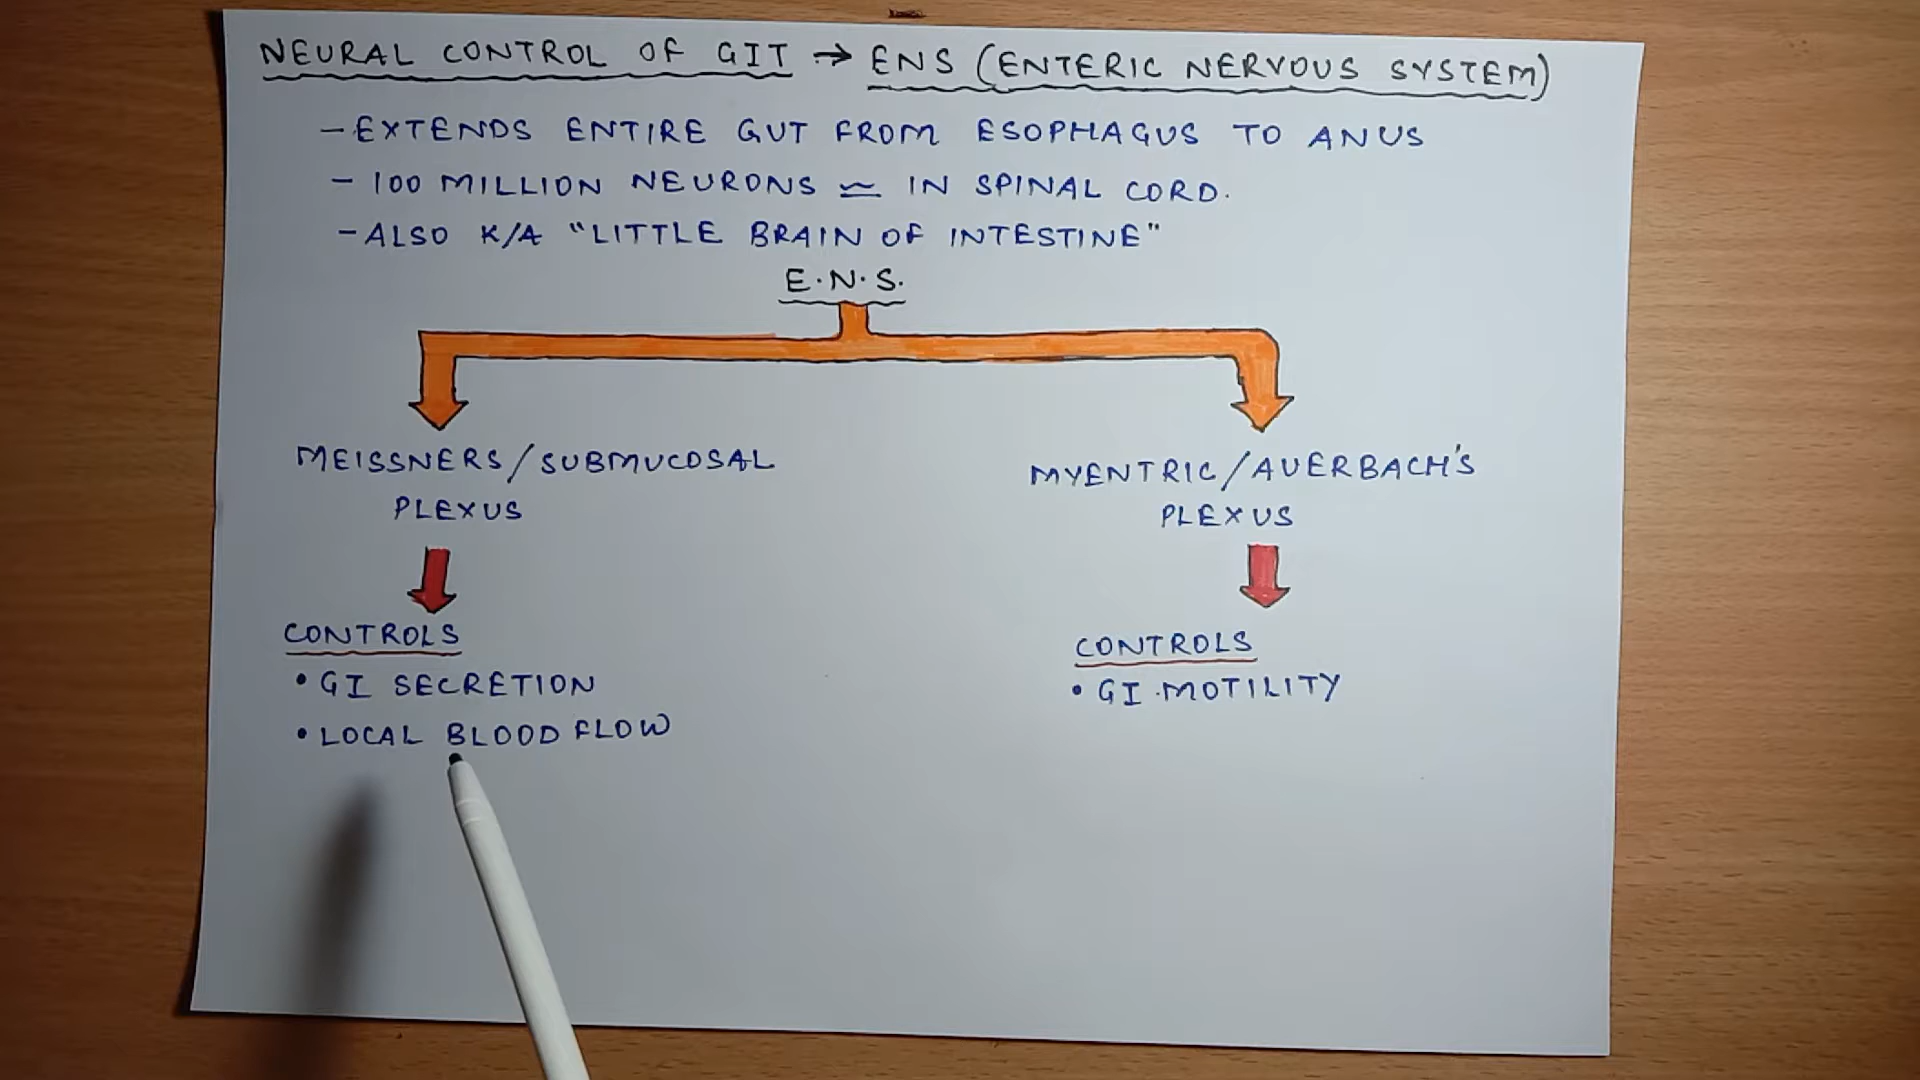 NEURAL CONTROL OF GIT → ENS (ENTERIC NERVOUS SYSTEM)
- EXTENDS ENTIRE GUT FROM ESOPHAGUS TO ANUS
- 100 MILLION NEURONS ≃ IN SPINAL CORD.
- ALSO K/A "LITTLE BRAIN OF INTESTINE"
E.N.S.
MEISSNERS/SUBMUCOSAL
PLEXUS
CONTROLS
• GI SECRETION
• LOCAL BLOOD FLOW
MYENTRIC/AUERBACH'S
PLEXUS
CONTROLS
• GI MOTILITY